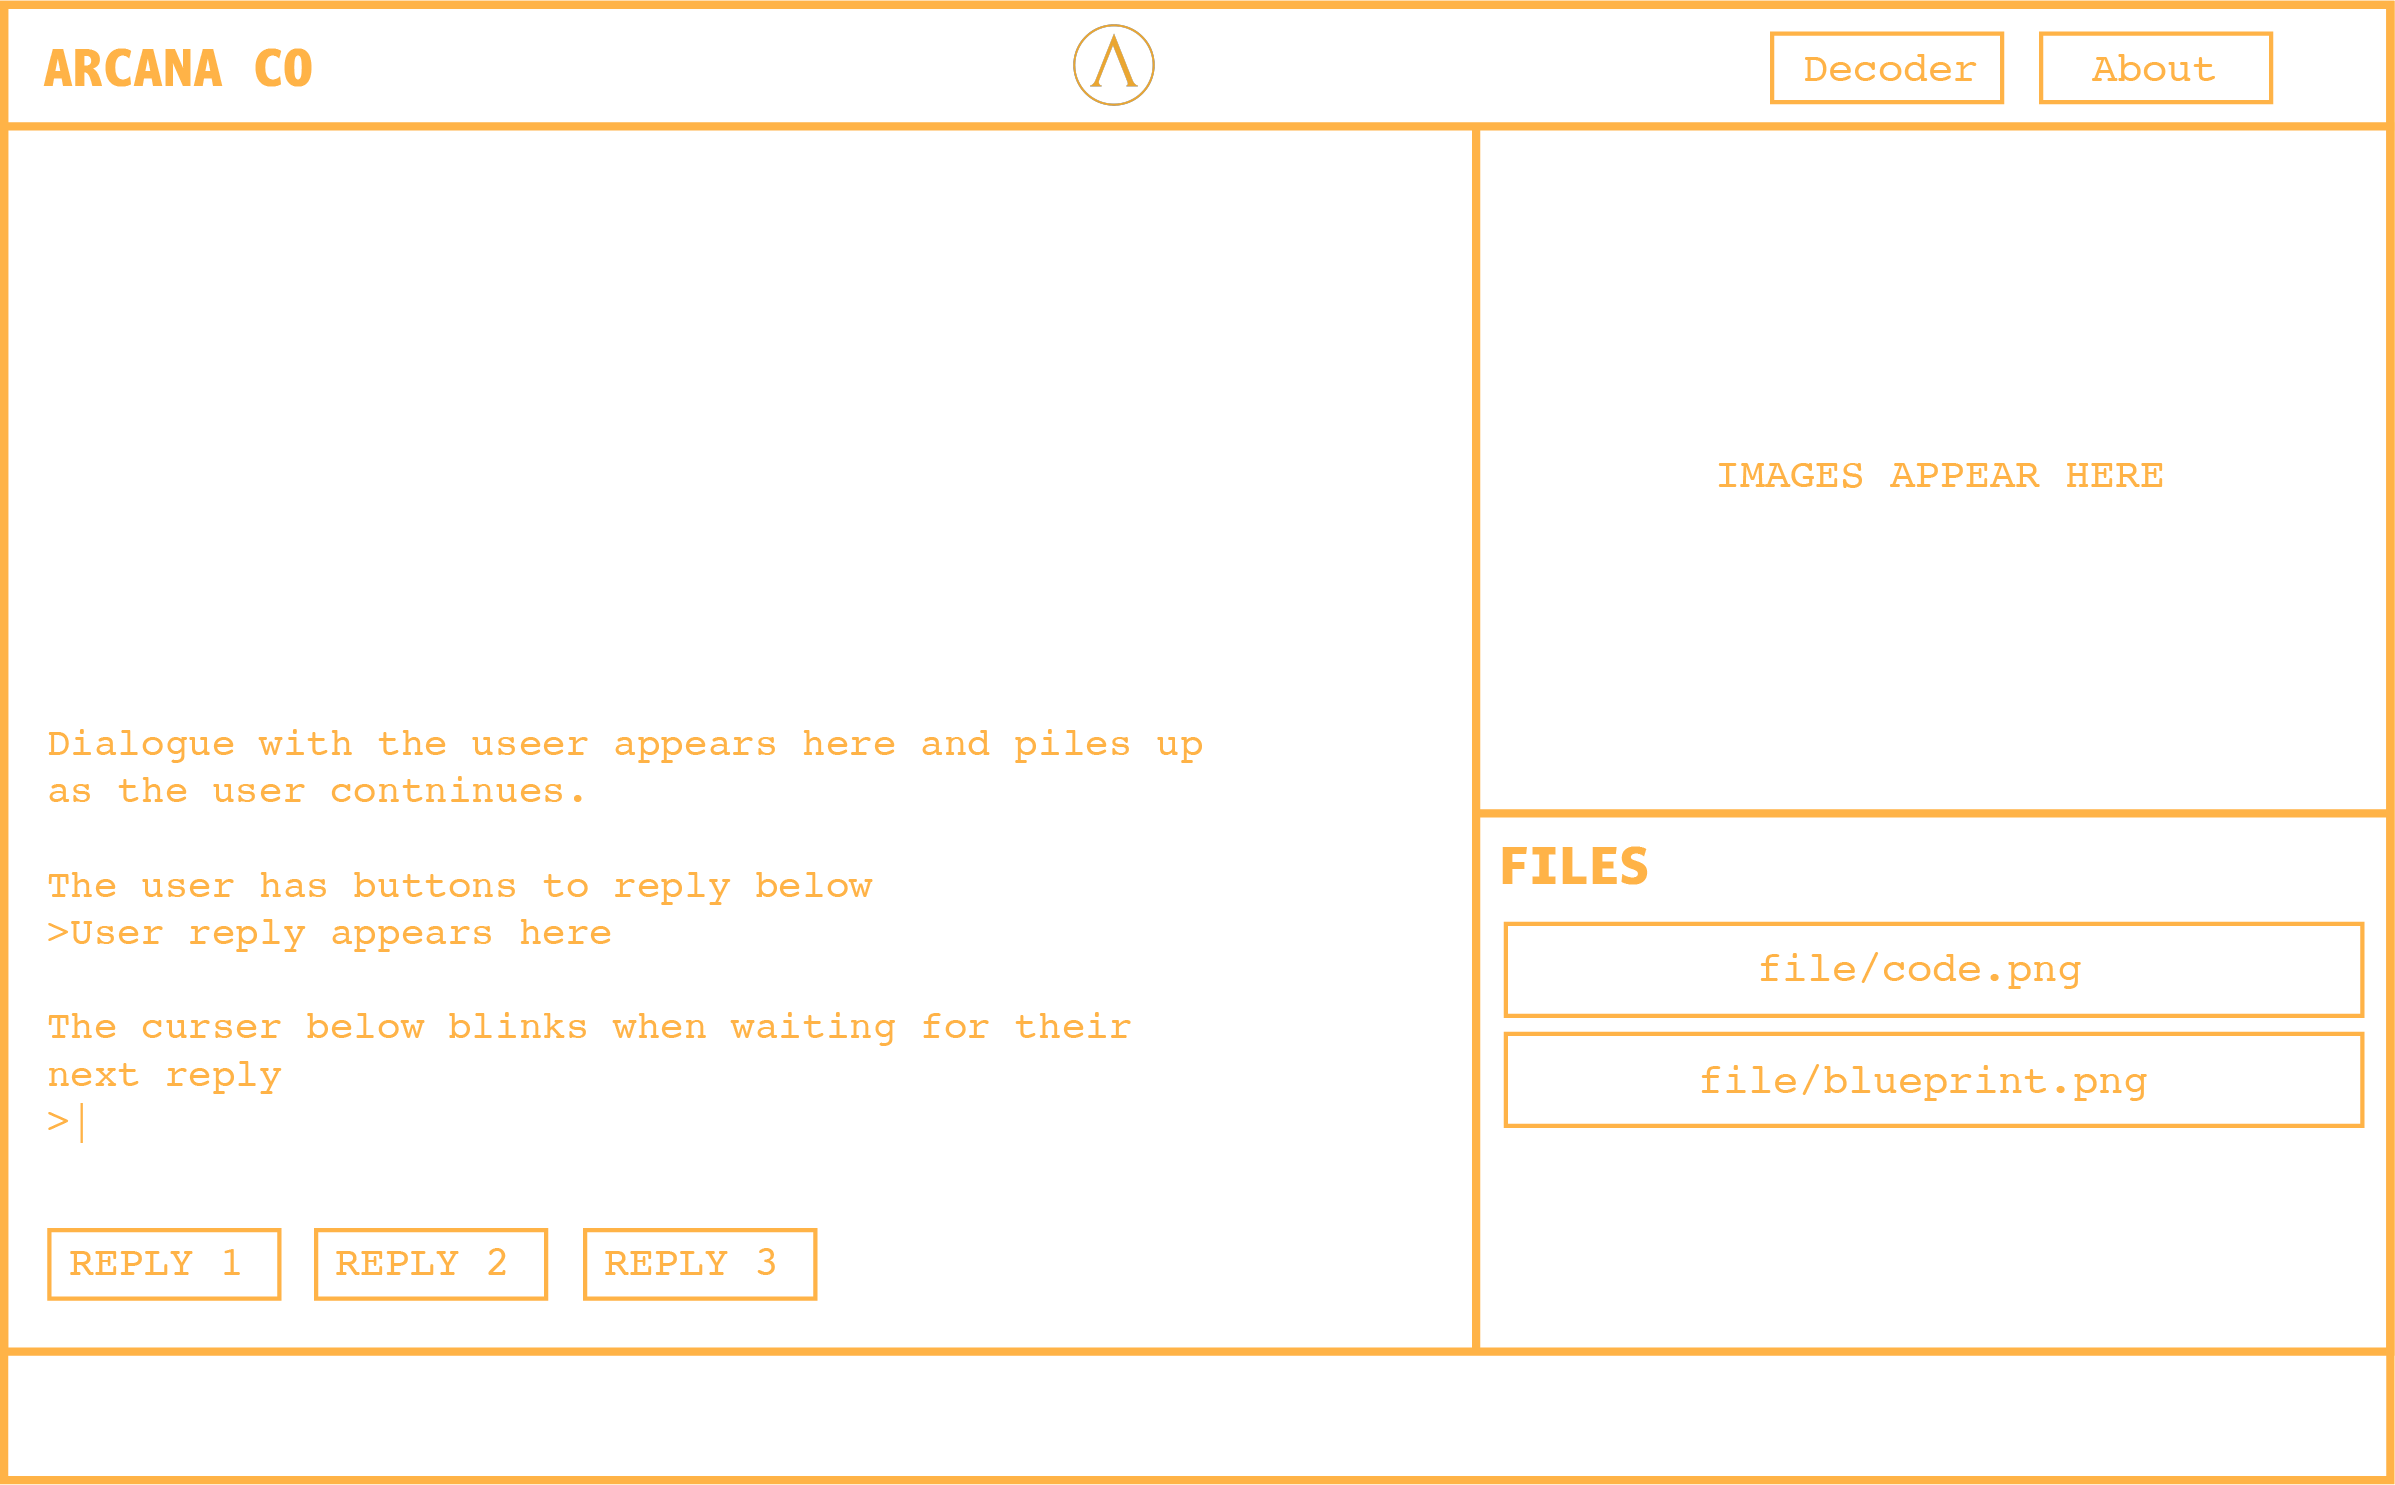 ARCANA CO
Λ
Decoder
About
Dialogue with the useer appears here and piles up
as the user contninues.
The user has buttons to reply below
>User reply appears here
The curser below blinks when waiting for their
next reply
>|
REPLY 1
REPLY 2
REPLY 3
IMAGES APPEAR HERE
FILES
file/code.png
file/blueprint.png